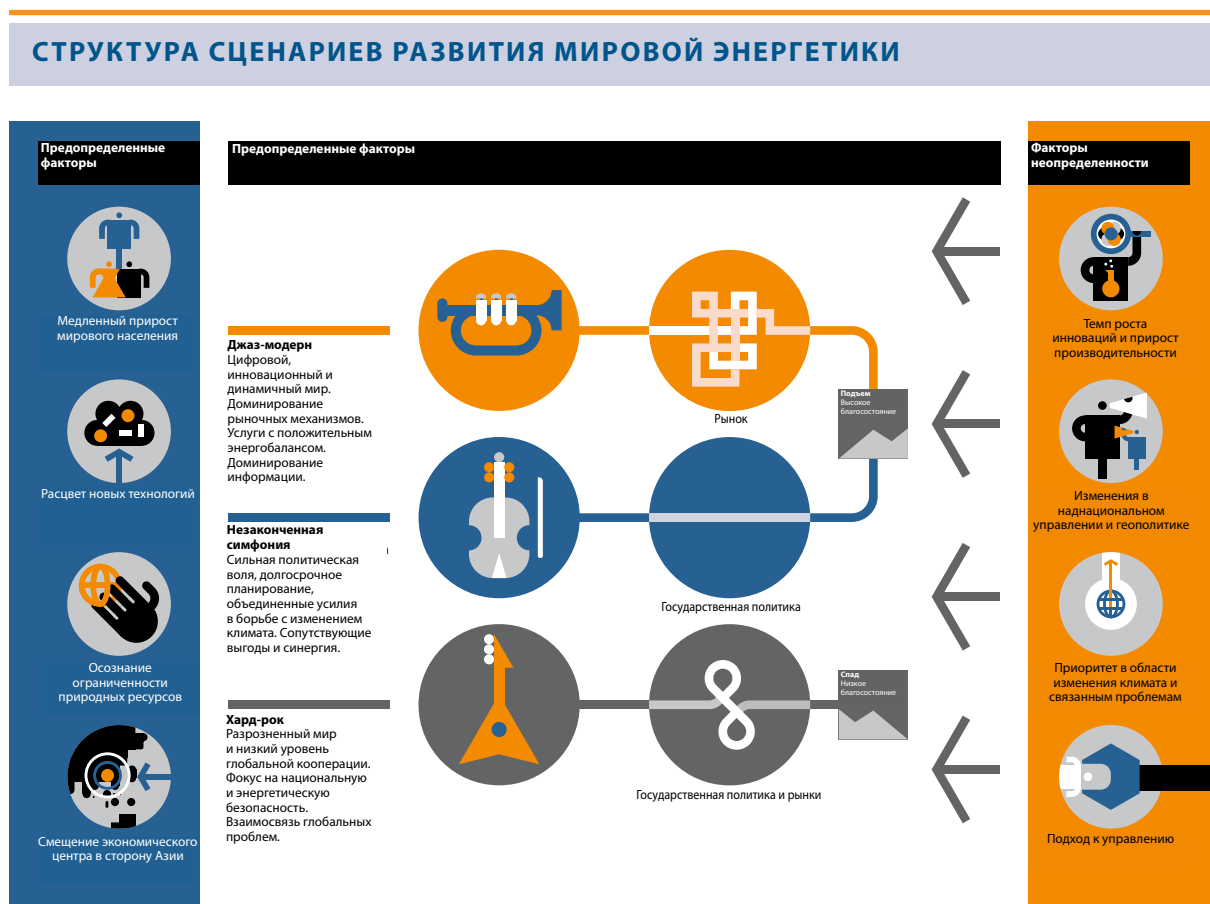 СТРУКТУРА СЦЕНАРИЕВ РАЗВИТИЯ МИРОВОЙ ЭНЕРГЕТИКИ
Предопределенные
факторы
Медленный прирост
мирового населения
Расцвет новых технологий
Осознание
ограниченности
природных ресурсов
Смещение экономического
центра в сторону Азии
Предопределенные факторы
Джаз-модерн
Цифровой,
инновационный и
динамичный мир.
Доминирование
рыночных механизмов.
Услуги с положительным
энергобалансом.
Доминирование
информации.
Незаконченная
симфония
Сильная политическая
воля, долгосрочное
планирование,
объединенные усилия
в борьбе с изменением
климата. Сопутствующие
выгоды и синергия.
Хард-рок
Разрозненный мир
и низкий уровень
глобальной кооперации.
Фокус на национальную
и энергетическую
безопасность.
Взаимосвязь глобальных
проблем.
Рынок
Государственная политика
Государственная политика и рынки
Подъем
Высокое
благосостояние
Спад
Низкое
благосостояние
Факторы
неопределенности
Темп роста
инноваций и прирост
производительности
Изменения в
наднациональном
управлении и геополитике
Приоритет в области
изменения климата и
связанным проблемам
Подход к управлению